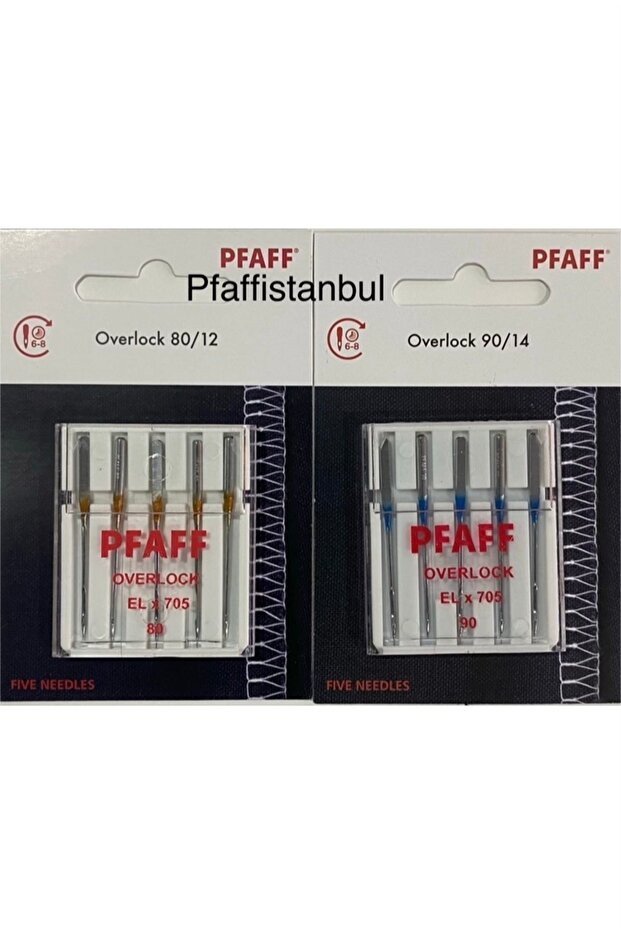 PFAFF®
Pfaffistanbul
6-8
Overlock 80/12
PFAFF
OVERLOCK
EL x 705
80
FIVE NEEDLES
PFAFF®
6-8
Overlock 90/14
PFAFF
OVERLOCK
EL x 705
90
FIVE NEEDLES